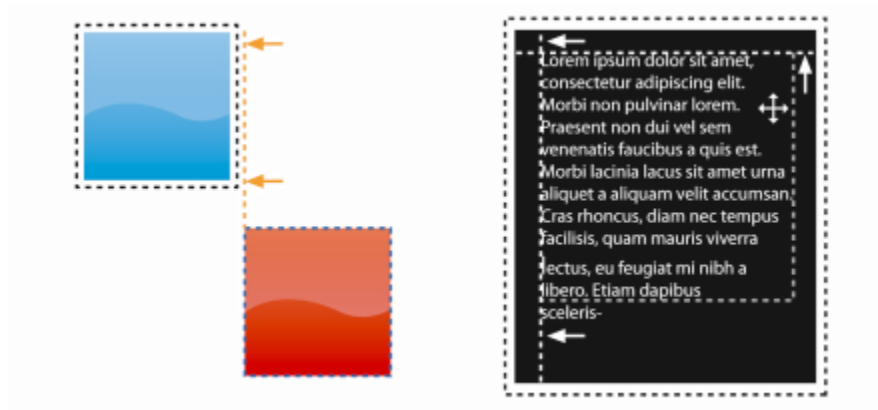 Lorem ipsum dolor sit amet,
consectetur adipiscing elit.
Morbi non pulvinar lorem.
Praesent non dui vel sem
venenatis faucibus a quis est.
Morbi lacinia lacus sit amet urna
aliquet a aliquam velit accumsan.
Cras rhoncus, diam nec tempus
facilisis, quam mauris viverra
lectus, eu feugiat mi nibh a
libero. Etiam dapibus
sceleris-